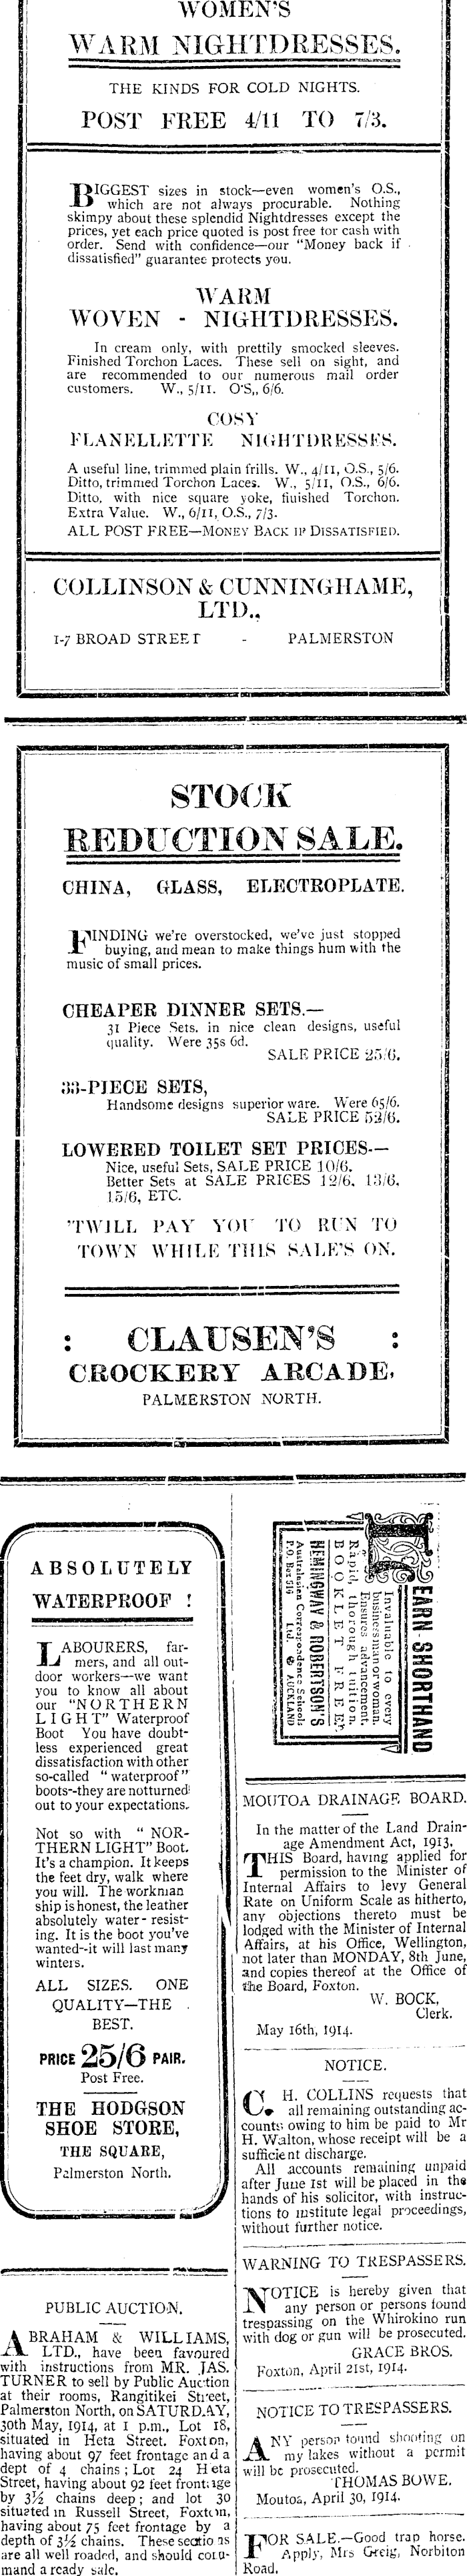 WOMEN'S
WARM NIGHTDRESSES.
THE KINDS FOR COLD NIGHTS.
POST FREE 4/11 TO 7/3.
BIGGEST sizes in stock—even women's O.S.,
which are not always procurable. Nothing
skimpy about these splendid Nightdresses except the
prices, yet each price quoted is post free for cash with
order. Send with confidence—our "Money back if
dissatisfied" guarantee protects you.
WARM
WOVEN - NIGHTDRESSES.
In cream only, with prettily smocked sleeves.
Finished Torchon Laces. These sell on sight, and
are recommended to our numerous mail order
customers. W., 5/11. O'S,, 6/6.
COSY
FLANELLETTE NIGHTDRESSES.
A useful line, trimmed plain frills. W., 4/11, O.S., 5/6.
Ditto, trimmed Torchon Laces. W., 5/11, O.S., 6/6.
Ditto. with nice square yoke, finished Torchon.
Extra Value. W., 6/11, O.S., 7/3.
ALL POST FREE—MONEY BACK IF DISSATISFIED.
COLLINSON & CUNNINGHAME,
LTD.,
1-7 BROAD STREET - PALMERSTON
STOCK
REDUCTION SALE.
CHINA, GLASS, ELECTROPLATE.
FINDING we're overstocked, we've just stopped
buying, and mean to make things hum with the
music of small prices.
CHEAPER DINNER SETS.—
31 Piece Sets, in nice clean designs, useful
quality. Were 35s 6d.
SALE PRICE 25/6.
33-PIECE SETS,
Handsome designs superior ware. Were 65/6.
SALE PRICE 52/6.
LOWERED TOILET SET PRICES.—
Nice, useful Sets, SALE PRICE 10/6.
Better Sets at SALE PRICES 12/6, 13/6,
15/6, ETC.
'TWILL PAY YOU TO RUN TO
TOWN WHILE THIS SALE'S ON.
: CLAUSEN'S :
CROCKERY ARCADE,
PALMERSTON NORTH.
ABSOLUTELY
WATERPROOF !
LABOURERS, far-
mers, and all out-
door workers—we want
you to know all about
our "NORTHERN
LIGHT" Waterproof
Boot You have doubt-
less experienced great
dissatisfaction with other
so-called "waterproof"
boots--they are notturned
out to your expectations.
Not so with "NOR-
THERN LIGHT" Boot.
It's a champion. It keeps
the feet dry, walk where
you will. The workman
ship is honest, the leather
absolutely water-resist-
ing. It is the boot you've
wanted--it will last many
winters.
ALL SIZES. ONE
QUALITY—THE
BEST.
PRICE 25/6 PAIR.
Post Free.
THE HODGSON
SHOE STORE,
THE SQUARE,
Palmerston North.
PUBLIC AUCTION.
ABRAHAM & WILLIAMS,
LTD., have been favoured
with instructions from MR. JAS.
TURNER to sell by Public Auction
at their rooms, Rangitikei Street,
Palmerston North, on SATURDAY,
30th May, 1914, at 1 p.m., Lot 18,
situated in Heta Street. Foxton,
having about 97 feet frontage and a
dept of 4 chains; Lot 24 Heta
Street, having about 92 feet frontage
by 3½ chains deep; and lot 30
situated in Russell Street, Foxton,
having about 75 feet frontage by a
depth of 3½ chains. These sections
are all well roaded, and should com-
mand a ready sale.
LEARN SHORTHAND
Invaluable to every
businessman or woman.
Ensures advancement.
Rapid, thorough tuition.
BOOKLET FREE.
HEMINGWAY & ROBERTSON'S
Australasian Correspondence Schools
P.O. Box 516 Ltd. AUCKLAND
MOUTOA DRAINAGE BOARD.
In the matter of the Land Drain-
age Amendment Act, 1913.
THIS Board, having applied for
permission to the Minister of
Internal Affairs to levy General
Rate on Uniform Scale as hitherto,
any objections thereto must be
lodged with the Minister of Internal
Affairs, at his Office, Wellington,
not later than MONDAY, 8th June,
and copies thereof at the Office of
the Board, Foxton.
W. BOCK,
Clerk.
May 16th, 1914.
NOTICE.
C. H. COLLINS requests that
all remaining outstanding ac-
counts owing to him be paid to Mr
H. Walton, whose receipt will be a
sufficient discharge.
All accounts remaining unpaid
after June 1st will be placed in the
hands of his solicitor, with instruc-
tions to institute legal proceedings,
without further notice.
WARNING TO TRESPASSERS.
NOTICE is hereby given that
any person or persons found
trespassing on the Whirokino run
with dog or gun will be prosecuted.
GRACE BROS.
Foxton, April 21st, 1914.
NOTICE TO TRESPASSERS.
ANY person found shooting on
my lakes without a permit
will be prosecuted.
THOMAS BOWE.
Moutoa, April 30, 1914.
FOR SALE.—Good trap horse.
Apply, Mrs Greig, Norbiton
Road.